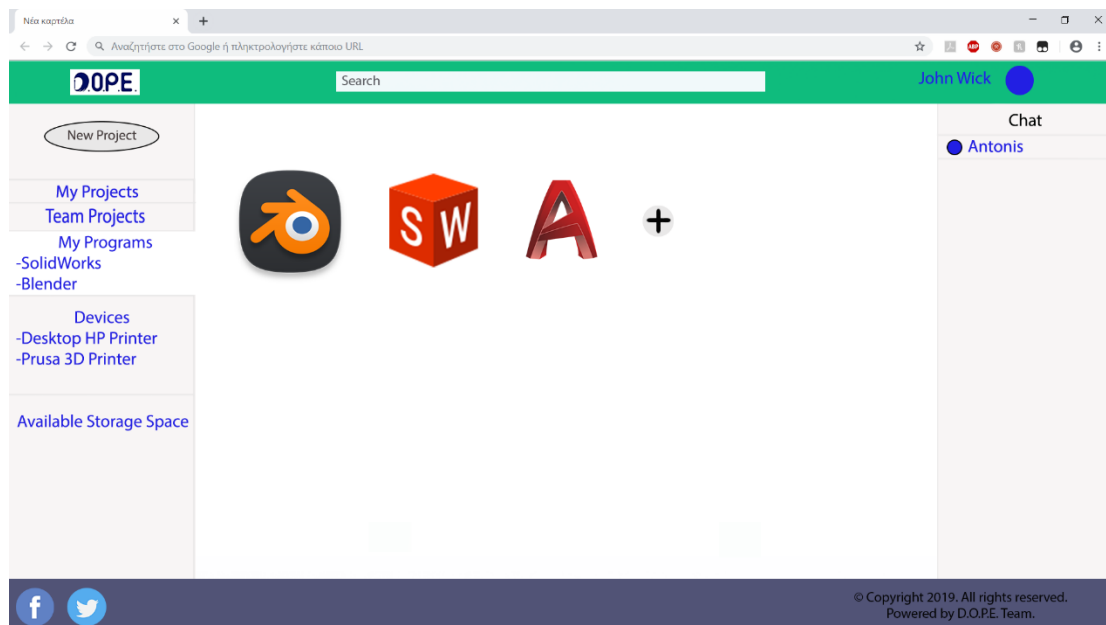 Νέα καρτέλα
Αναζητήστε στο Google ή πληκτρολογήστε κάποιο URL
ABP
D.O.P.E.
Search
John Wick
New Project
Chat
Antonis
My Projects
Team Projects
My Programs
-SolidWorks
-Blender
S W
A
Devices
-Desktop HP Printer
-Prusa 3D Printer
Available Storage Space
f
© Copyright 2019. All rights reserved.
Powered by D.O.P.E. Team.